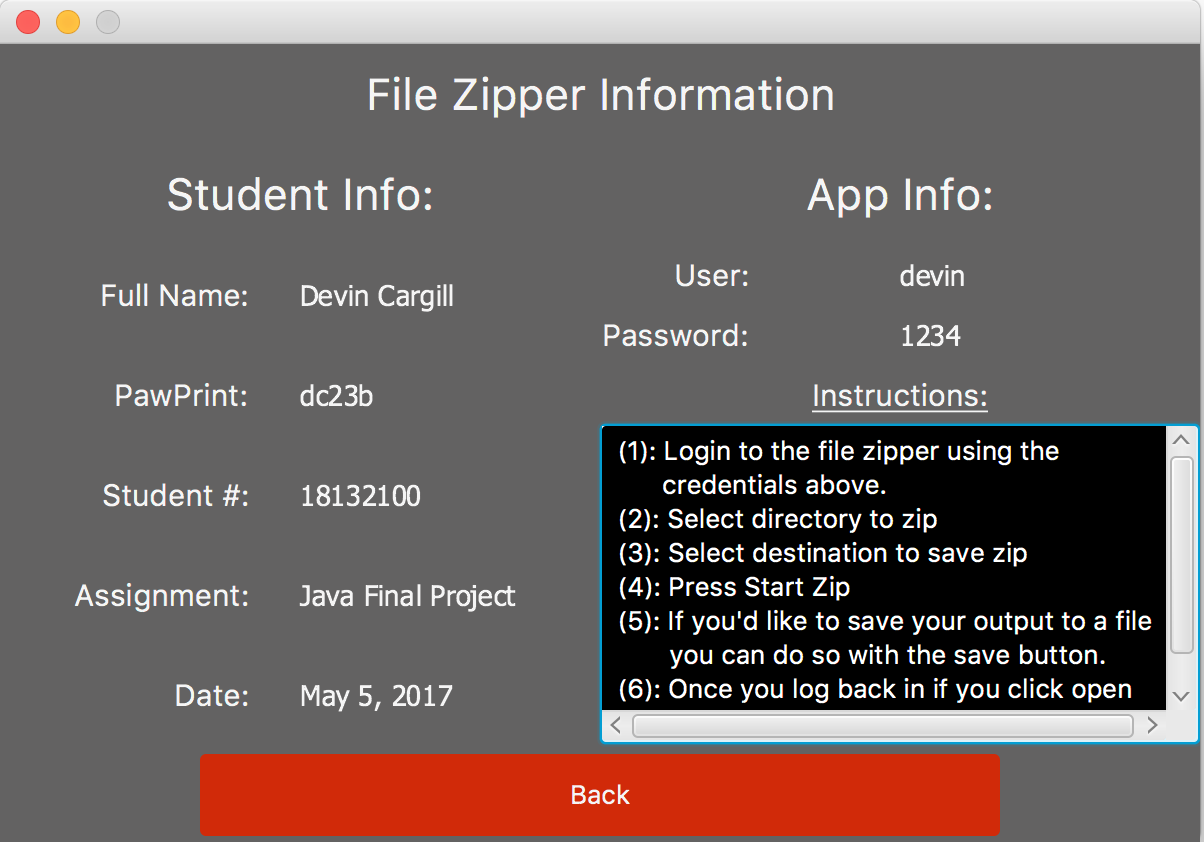 File Zipper Information
Student Info:
Full Name: Devin Cargill
PawPrint: dc23b
Student #: 18132100
Assignment: Java Final Project
Date: May 5, 2017
App Info:
User: devin
Password: 1234
Instructions:
(1): Login to the file zipper using the
credentials above.
(2): Select directory to zip
(3): Select destination to save zip
(4): Press Start Zip
(5): If you'd like to save your output to a file
you can do so with the save button.
(6): Once you log back in if you click open
Back